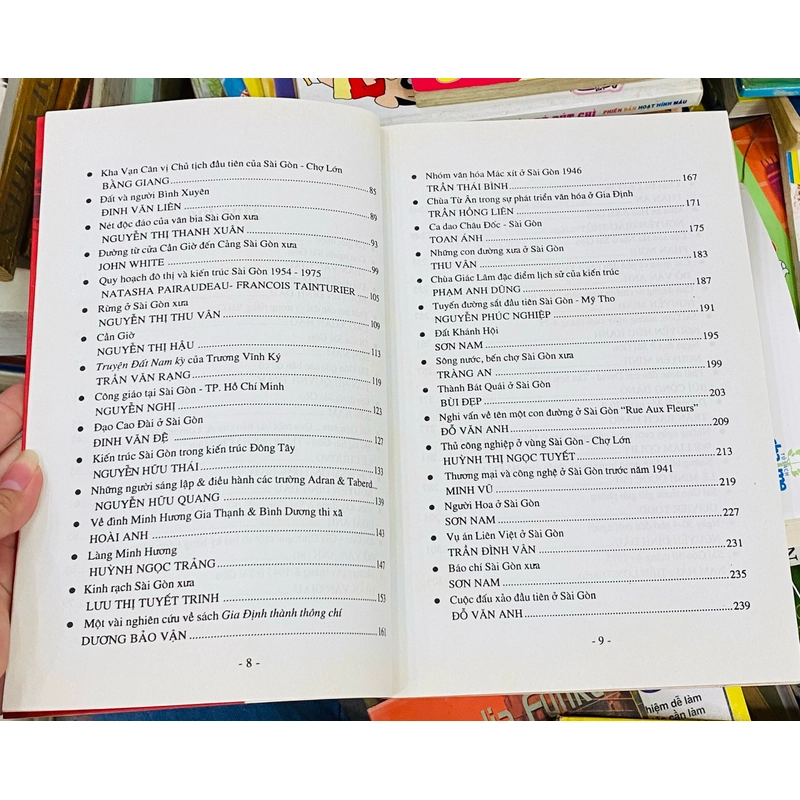 PHIÊN BẢN HOẠT HÌNH MÀU
Kha Vạn Cân vị Chủ tịch đầu tiên của Sài Gòn - Chợ Lớn
BẰNG GIANG 85
Đất và người Bình Xuyên
ĐINH VĂN LIÊN 89
Nét độc đáo của văn bia Sài Gòn xưa
NGUYỄN THỊ THANH XUÂN 93
Đường từ cửa Cần Giờ đến Cảng Sài Gòn xưa
JOHN WHITE 99
Quy hoạch đô thị và kiến trúc Sài Gòn 1954 - 1975
NATASHA PAIRAUDEAU- FRANCOIS TAINTURIER 105
Rừng ở Sài Gòn xưa
NGUYỄN THỊ THU VÂN 109
Cần Giờ
NGUYỄN THỊ HẬU 113
Truyện Đất Nam kỳ của Trương Vĩnh Ký
TRẦN VĂN RẠNG 119
Công giáo tại Sài Gòn - TP. Hồ Chí Minh
NGUYỄN NGHỊ 123
Đạo Cao Đài ở Sài Gòn
ĐINH VĂN ĐỆ 127
Kiến trúc Sài Gòn trong kiến trúc Đông Tây
NGUYỄN HỮU THÁI 133
Những người sáng lập & điều hành các trường Adran & Taberd...
NGUYỄN HỮU QUANG 139
Về đình Minh Hương Gia Thạnh & Bình Dương thi xã
HOÀI ANH 143
Làng Minh Hương
HUỲNH NGỌC TRẢNG 147
Kinh rạch Sài Gòn xưa
LƯU THỊ TUYẾT TRINH 153
Một vài nghiên cứu về sách Gia Định thành thông chí
DƯƠNG BẢO VẬN 161
- 8 -
Nhóm văn hóa Mác xít ở Sài Gòn 1946
TRẦN THÁI BÌNH 167
Chùa Từ Ân trong sự phát triển văn hóa ở Gia Định
TRẦN HỒNG LIÊN 171
Ca dao Châu Đốc - Sài Gòn
TOAN ÁNH 175
Những con đường xưa ở Sài Gòn
THU VÂN 183
Chùa Giác Lâm đặc điểm lịch sử của kiến trúc
PHẠM ANH DŨNG 187
Tuyến đường sắt đầu tiên Sài Gòn - Mỹ Tho
NGUYỄN PHÚC NGHIỆP 191
Đất Khánh Hội
SƠN NAM 195
Sông nước, bến chợ Sài Gòn xưa
TRÀNG AN 199
Thành Bát Quái ở Sài Gòn
BÙI ĐẸP 203
Nghi vấn về tên một con đường ở Sài Gòn “Rue Aux Fleurs”
ĐỖ VĂN ANH 209
Thủ công nghiệp ở vùng Sài Gòn - Chợ Lớn
HUỲNH THỊ NGỌC TUYẾT 213
Thương mại và công nghệ ở Sài Gòn trước năm 1941
MINH VŨ 219
Người Hoa ở Sài Gòn
SƠN NAM 227
Vụ án Liên Việt ở Sài Gòn
TRẦN ĐÌNH VÂN 231
Báo chí Sài Gòn
SƠN NAM 235
Cuộc đấu xảo đầu tiên ở Sài Gòn
ĐỖ VĂN ANH 239
- 9 -